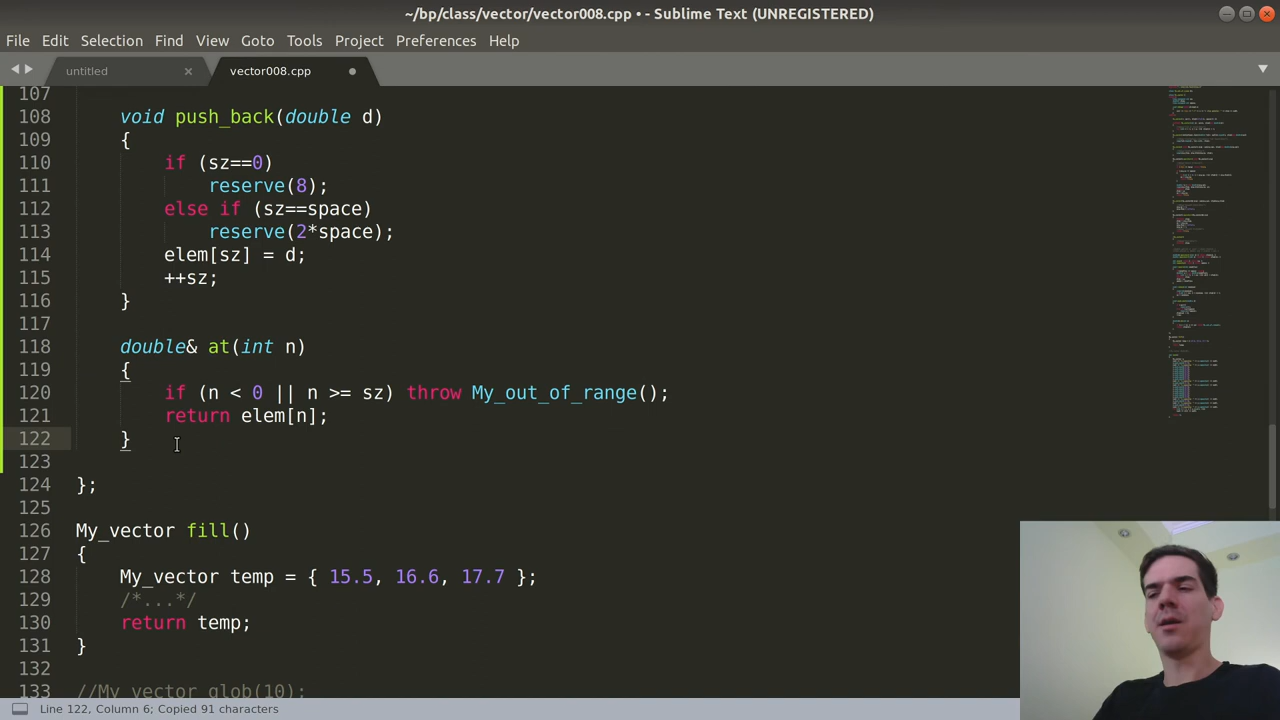 ~/bp/class/vector/vector008.cpp • - Sublime Text (UNREGISTERED)
File Edit Selection Find View Goto Tools Project Preferences Help
untitled vector008.cpp
107
108 void push_back(double d)
109 {
110 if (sz==0)
111 reserve(8);
112 else if (sz==space)
113 reserve(2*space);
114 elem[sz] = d;
115 ++sz;
116 }
117
118 double& at(int n)
119 {
120 if (n < 0 || n >= sz) throw My_out_of_range();
121 return elem[n];
122 }
123
124 };
125
126 My_vector fill()
127 {
128 My_vector temp = { 15.5, 16.6, 17.7 };
129 /*...*/
130 return temp;
131 }
132
133 //My_vector glob(10);
Line 122, Column 6; Copied 91 characters